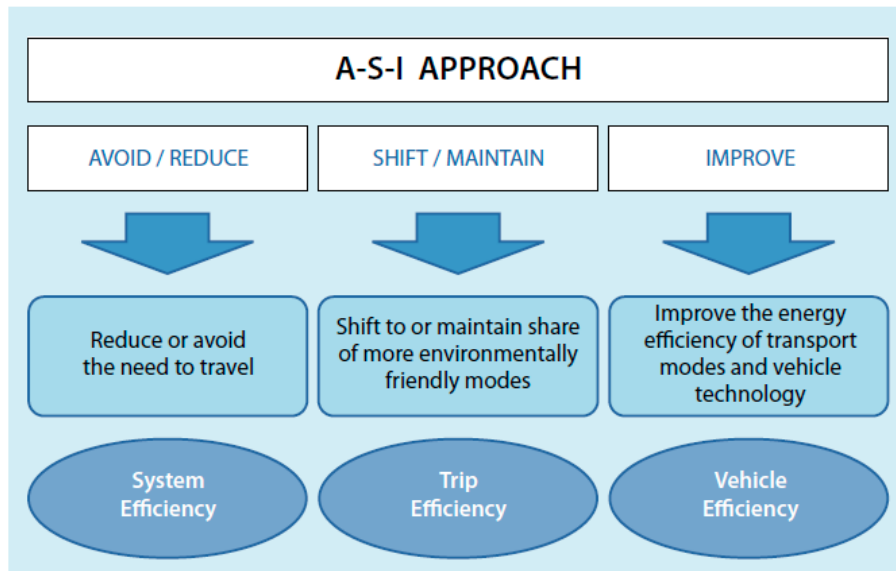 A-S-I APPROACH
AVOID / REDUCE
SHIFT / MAINTAIN
IMPROVE
Reduce or avoid
the need to travel
Shift to or maintain share
of more environmentally
friendly modes
Improve the energy
efficiency of transport
modes and vehicle
technology
System
Efficiency
Trip
Efficiency
Vehicle
Efficiency